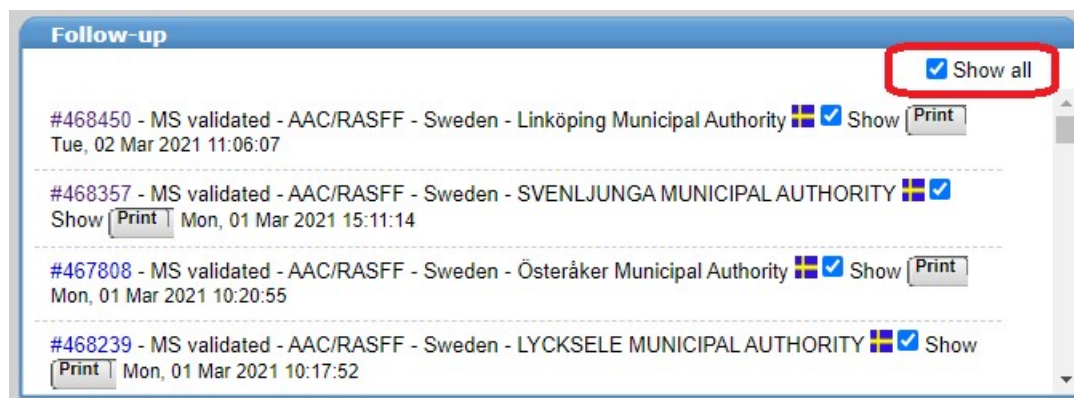 Follow-up
Show all
#468450 - MS validated - AAC/RASFF - Sweden - Linköping Municipal Authority Show Print
Tue, 02 Mar 2021 11:06:07
#468357 - MS validated - AAC/RASFF - Sweden - SVENLJUNGA MUNICIPAL AUTHORITY
Show Print Mon, 01 Mar 2021 15:11:14
#467808 - MS validated - AAC/RASFF - Sweden - Österåker Municipal Authority Show Print
Mon, 01 Mar 2021 10:20:55
#468239 - MS validated - AAC/RASFF - Sweden - LYCKSELE MUNICIPAL AUTHORITY Show
Print Mon, 01 Mar 2021 10:17:52